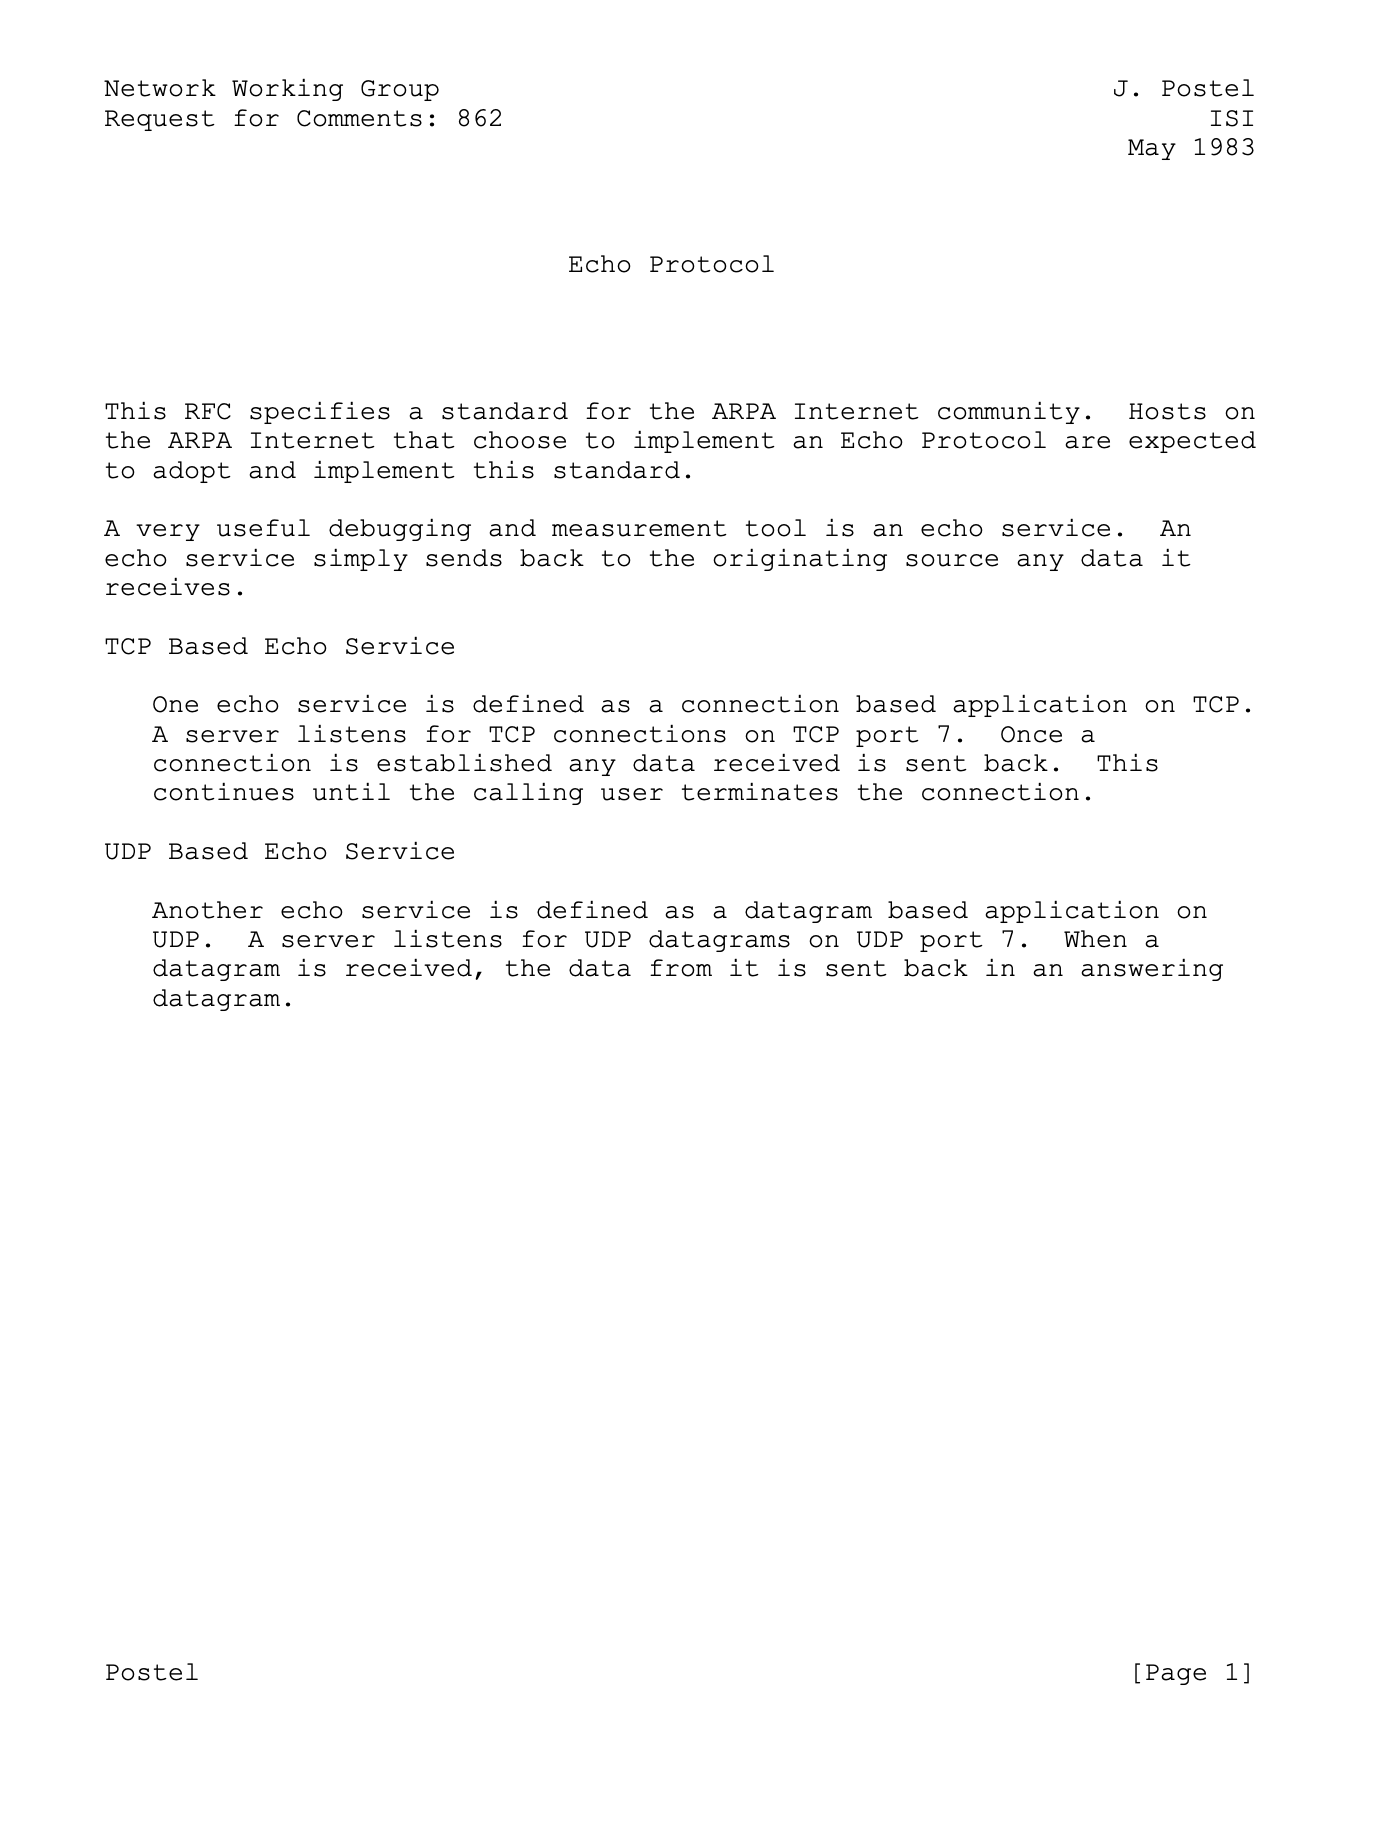 Network Working Group                                          J. Postel
Request for Comments: 862                                            ISI
                                                                May 1983
                             Echo Protocol
This RFC specifies a standard for the ARPA Internet community.  Hosts on
the ARPA Internet that choose to implement an Echo Protocol are expected
to adopt and implement this standard.
A very useful debugging and measurement tool is an echo service.  An
echo service simply sends back to the originating source any data it
receives.
TCP Based Echo Service
   One echo service is defined as a connection based application on TCP.
   A server listens for TCP connections on TCP port 7.  Once a
   connection is established any data received is sent back.  This
   continues until the calling user terminates the connection.
UDP Based Echo Service
   Another echo service is defined as a datagram based application on
   UDP.  A server listens for UDP datagrams on UDP port 7.  When a
   datagram is received, the data from it is sent back in an answering
   datagram.
Postel                                                          [Page 1]